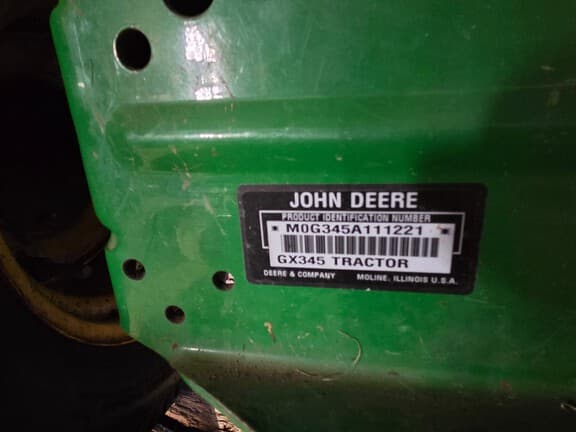 JOHN DEERE
PRODUCT IDENTIFICATION NUMBER
*M0G345A111221*
GX345 TRACTOR
DEERE & COMPANY MOLINE, ILLINOIS U.S.A.